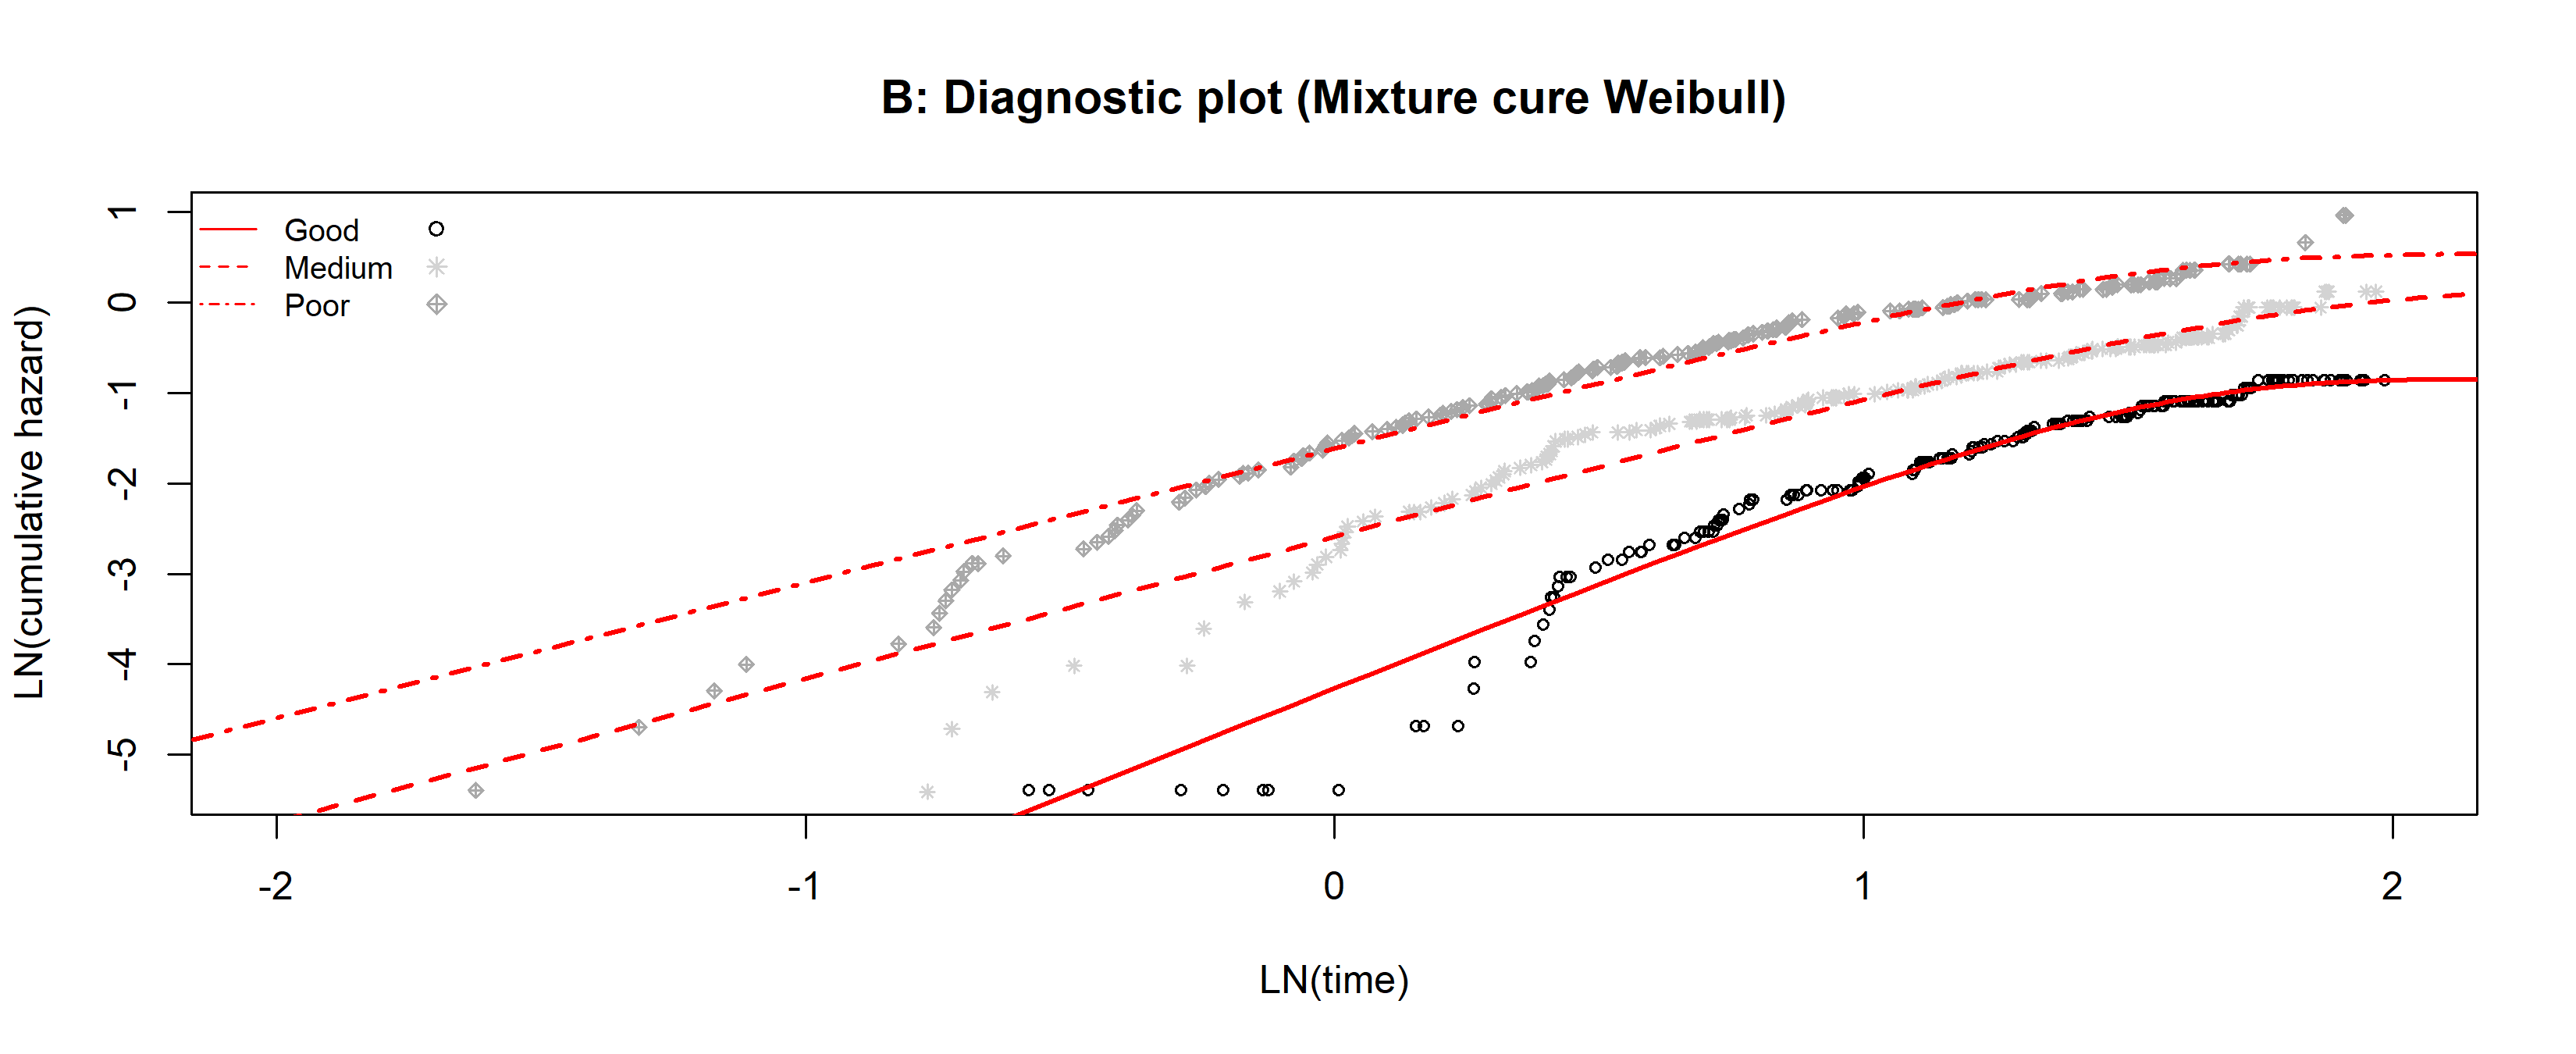 B: Diagnostic plot (Mixture cure Weibull)
LN(cumulative hazard)
1
0
-1
-2
-3
-4
-5
Good
Medium
Poor
-2 -1 0 1 2
LN(time)